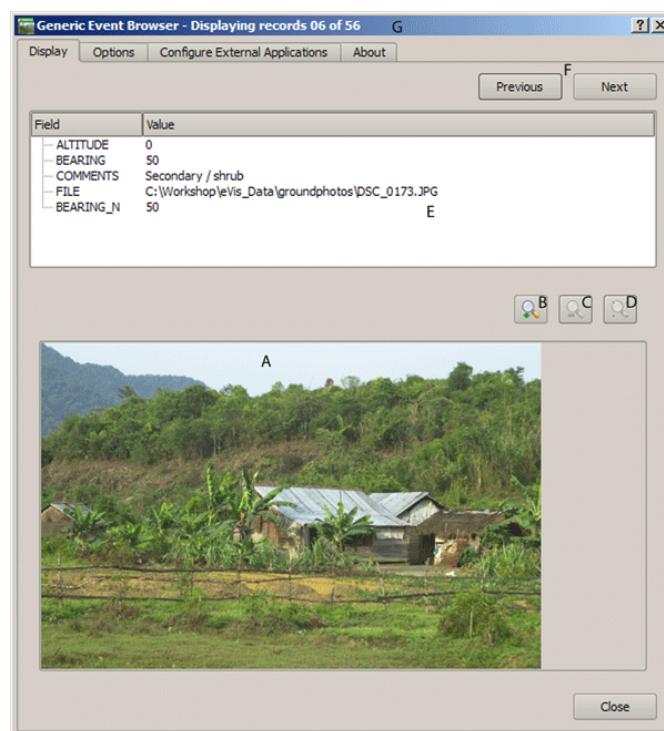 Generic Event Browser - Displaying records 06 of 56 G ? X
Display Options Configure External Applications About
F
Previous Next
Field Value
ALTITUDE 0
BEARING 50
COMMENTS Secondary / shrub
FILE C:\Workshop\eVis_Data\groundphotos\DSC_0173.JPG
BEARING_N 50
E
B C D
A
Close